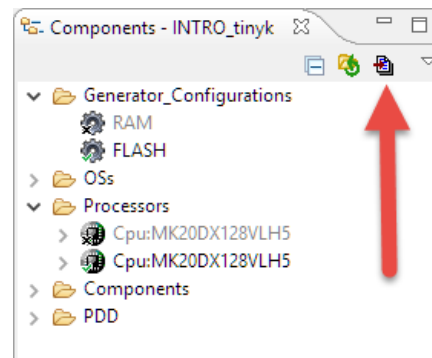 Components - INTRO_tinyk
Generator_Configurations
RAM
FLASH
OSs
Processors
Cpu:MK20DX128VLH5
Cpu:MK20DX128VLH5
Components
PDD